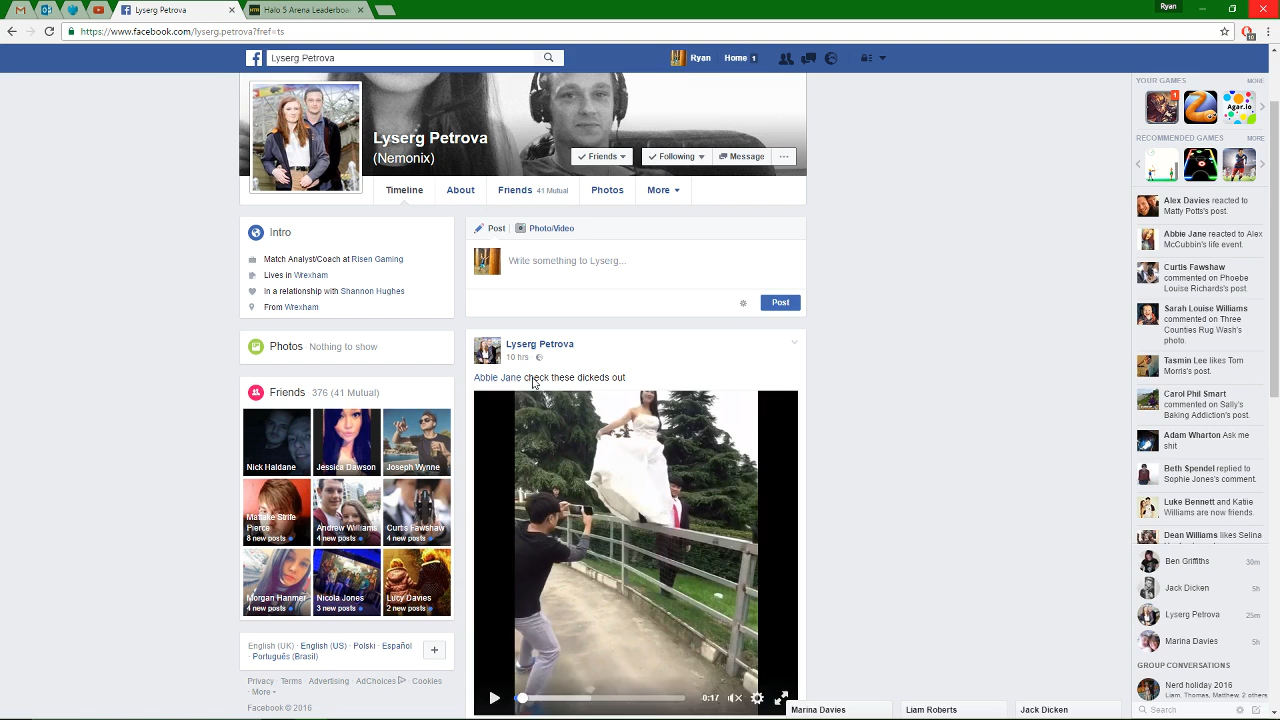 Ryan
Lyserg Petrova
Halo 5 Arena Leaderboa
https://www.facebook.com/lyserg.petrova?fref=ts
Lyserg Petrova
Ryan
Home 1
Lyserg Petrova
(Nemonix)
Friends
Following
Message
Timeline
About
Friends 41 Mutual
Photos
More
Intro
Match Analyst/Coach at Risen Gaming
Lives in Wrexham
In a relationship with Shannon Hughes
From Wrexham
Photos Nothing to show
Friends · 376 (41 Mutual)
Nick Haldane
Jessica Dawson
Joseph Wynne
Pierce
8 new posts
Andrew Williams
4 new posts
Curtis Fawshaw
4 new posts
Morgan Hanmer
4 new posts
Nicola Jones
3 new posts
Lucy Davies
2 new posts
English (UK) · English (US) · Polski · Español
· Português (Brasil)
+
Privacy · Terms · Advertising · AdChoices · Cookies
· More
Facebook © 2016
Post
Photo/Video
Write something to Lyserg...
Post
Lyserg Petrova
10 hrs
Abbie Jane check these dickeds out
0:17
YOUR GAMES
MORE
Agar.io
RECOMMENDED GAMES
MORE
Alex Davies reacted to
Matty Potts's post.
Abbie Jane reacted to Alex
McGubbin's life event.
Curtis Fawshaw
commented on Phoebe
Louise Richards's post.
Sarah Louise Williams
commented on Three
Counties Rug Wash's
photo.
Tasmin Lee likes Tom
Morris's post.
Carol Phil Smart
commented on Sally's
Baking Addiction's post.
Adam Wharton Ask me
shit
Beth Spendel replied to
Sophie Jones's comment.
Luke Bennett and Katiie
Williams are now friends.
Dean Williams likes Selina
Ben Griffiths 30m
Jack Dicken 5h
Lyserg Petrova 25m
Marina Davies 5h
GROUP CONVERSATIONS
Nerd holiday 2016
Liam, Thomas, Matthew, 2 others
Search
Marina Davies
Liam Roberts
Jack Dicken